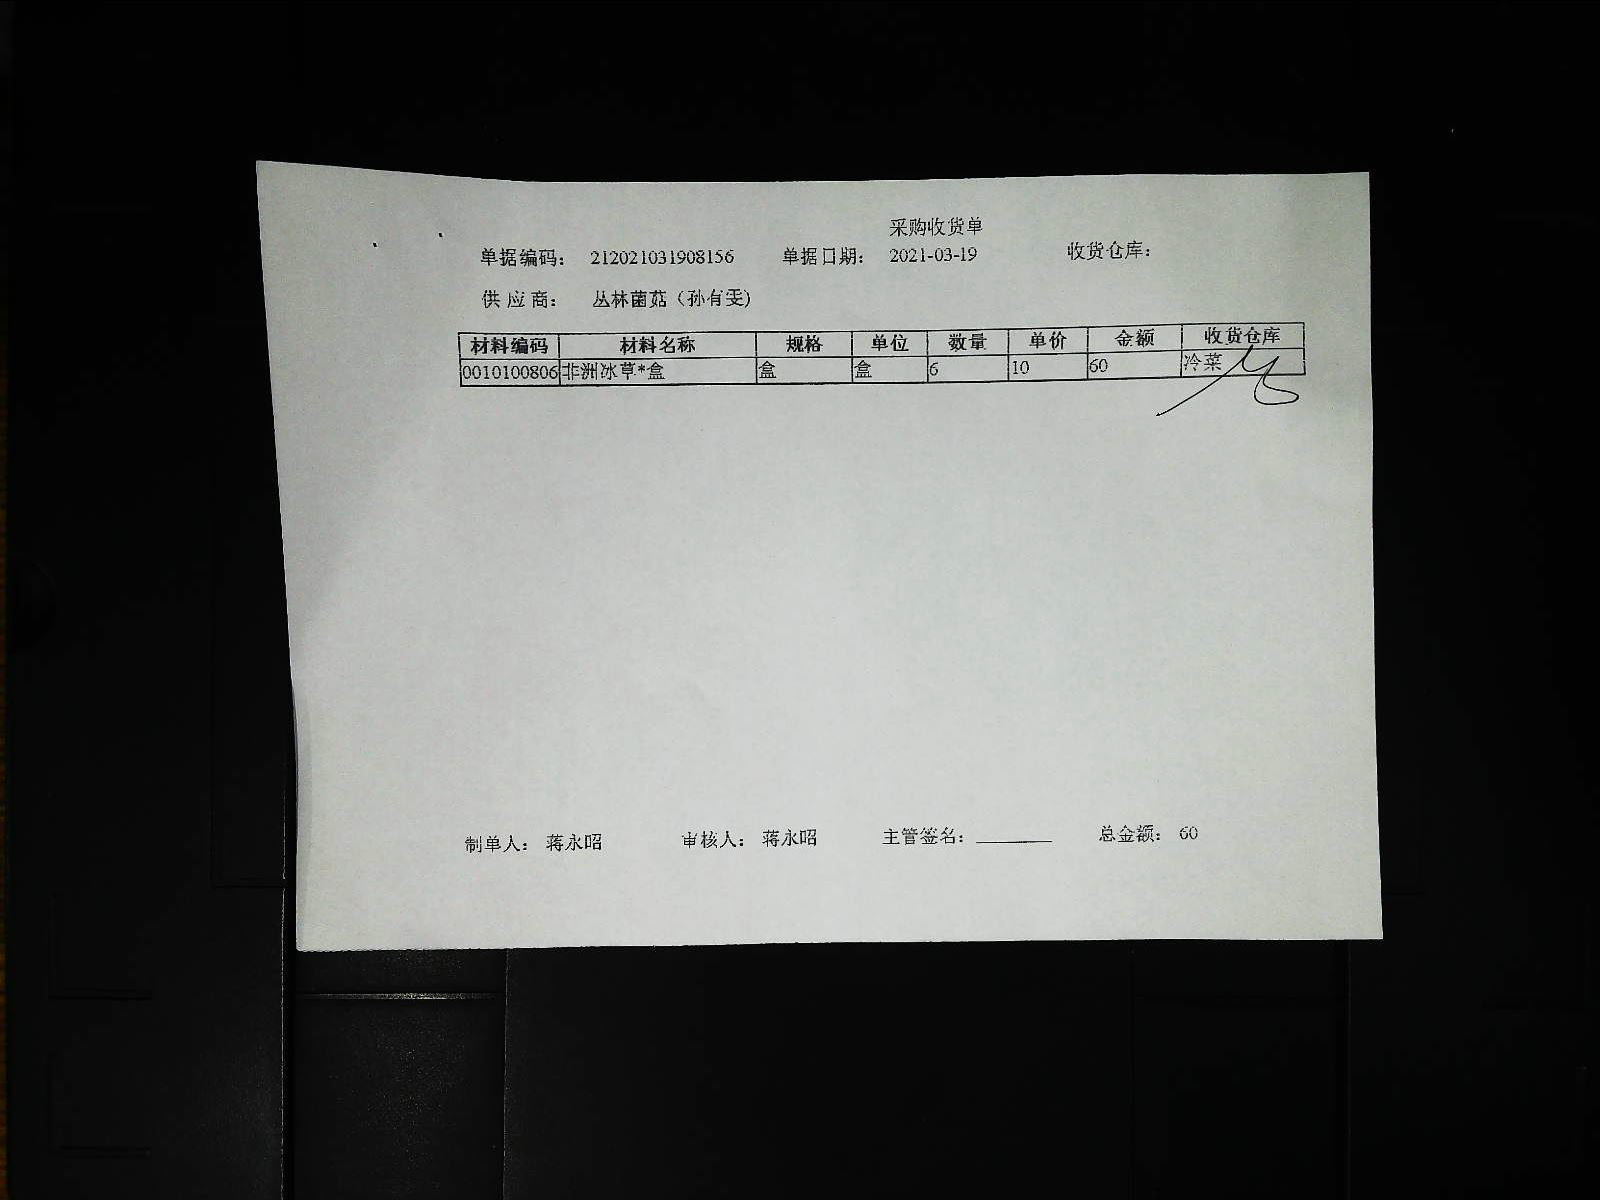 采购收货单
单据编码： 212021031908156 单据日期： 2021-03-19 收货仓库：
供 应 商： 丛林菌菇（孙有雯)
材料编码 材料名称 规格 单位 数量 单价 金额 收货仓库
0010100806 非洲冰草*盒 盒 盒 6 10 60 冷菜
制单人： 蒋永昭 审核人： 蒋永昭 主管签名： 总金额： 60